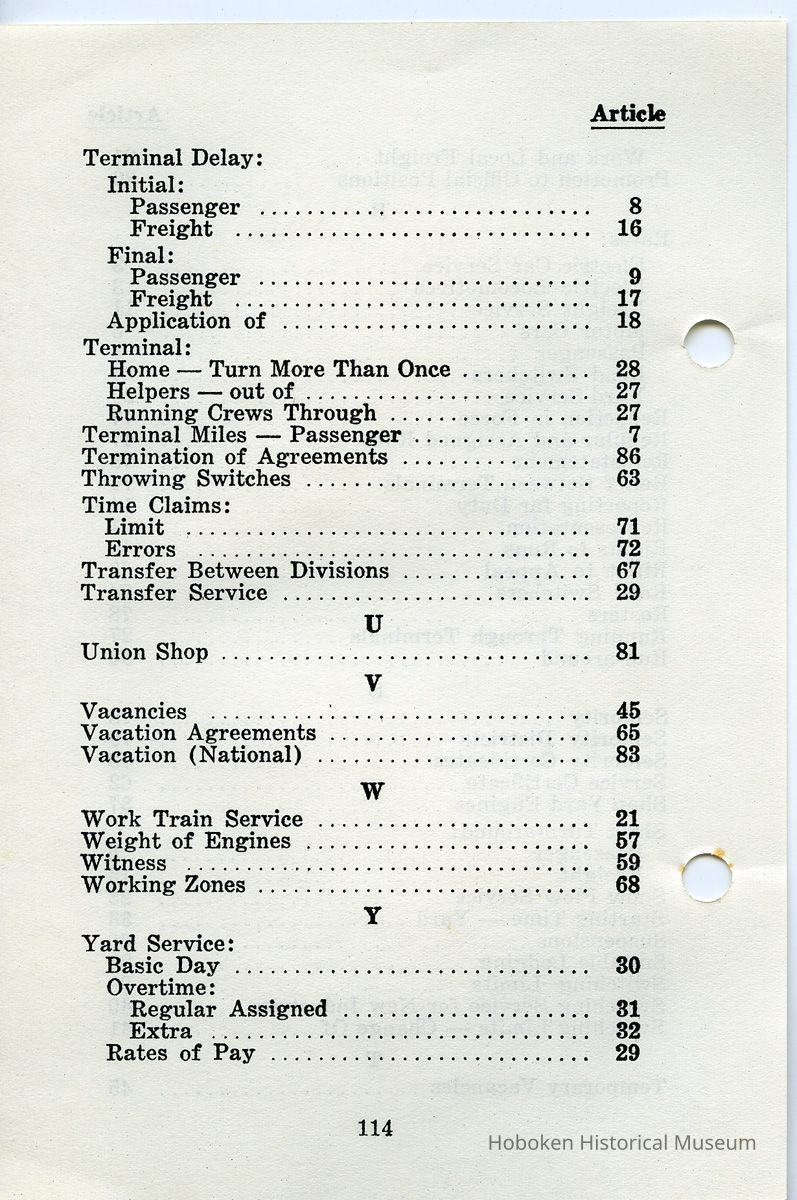 Article
Terminal Delay:
Initial:
Passenger ............................ 8
Freight .............................. 16
Final:
Passenger ............................ 9
Freight .............................. 17
Application of .......................... 18
Terminal:
Home — Turn More Than Once ........... 28
Helpers — out of ........................ 27
Running Crews Through ................. 27
Terminal Miles — Passenger ................ 7
Termination of Agreements ................ 86
Throwing Switches ........................ 63
Time Claims:
Limit .................................. 71
Errors ................................. 72
Transfer Between Divisions ................ 67
Transfer Service .......................... 29
U
Union Shop ............................... 81
V
Vacancies ................................ 45
Vacation Agreements ...................... 65
Vacation (National) ....................... 83
W
Work Train Service ....................... 21
Weight of Engines ........................ 57
Witness .................................. 59
Working Zones ............................ 68
Y
Yard Service:
Basic Day .............................. 30
Overtime:
Regular Assigned ...................... 31
Extra ................................ 32
Rates of Pay ........................... 29
114
Hoboken Historical Museum